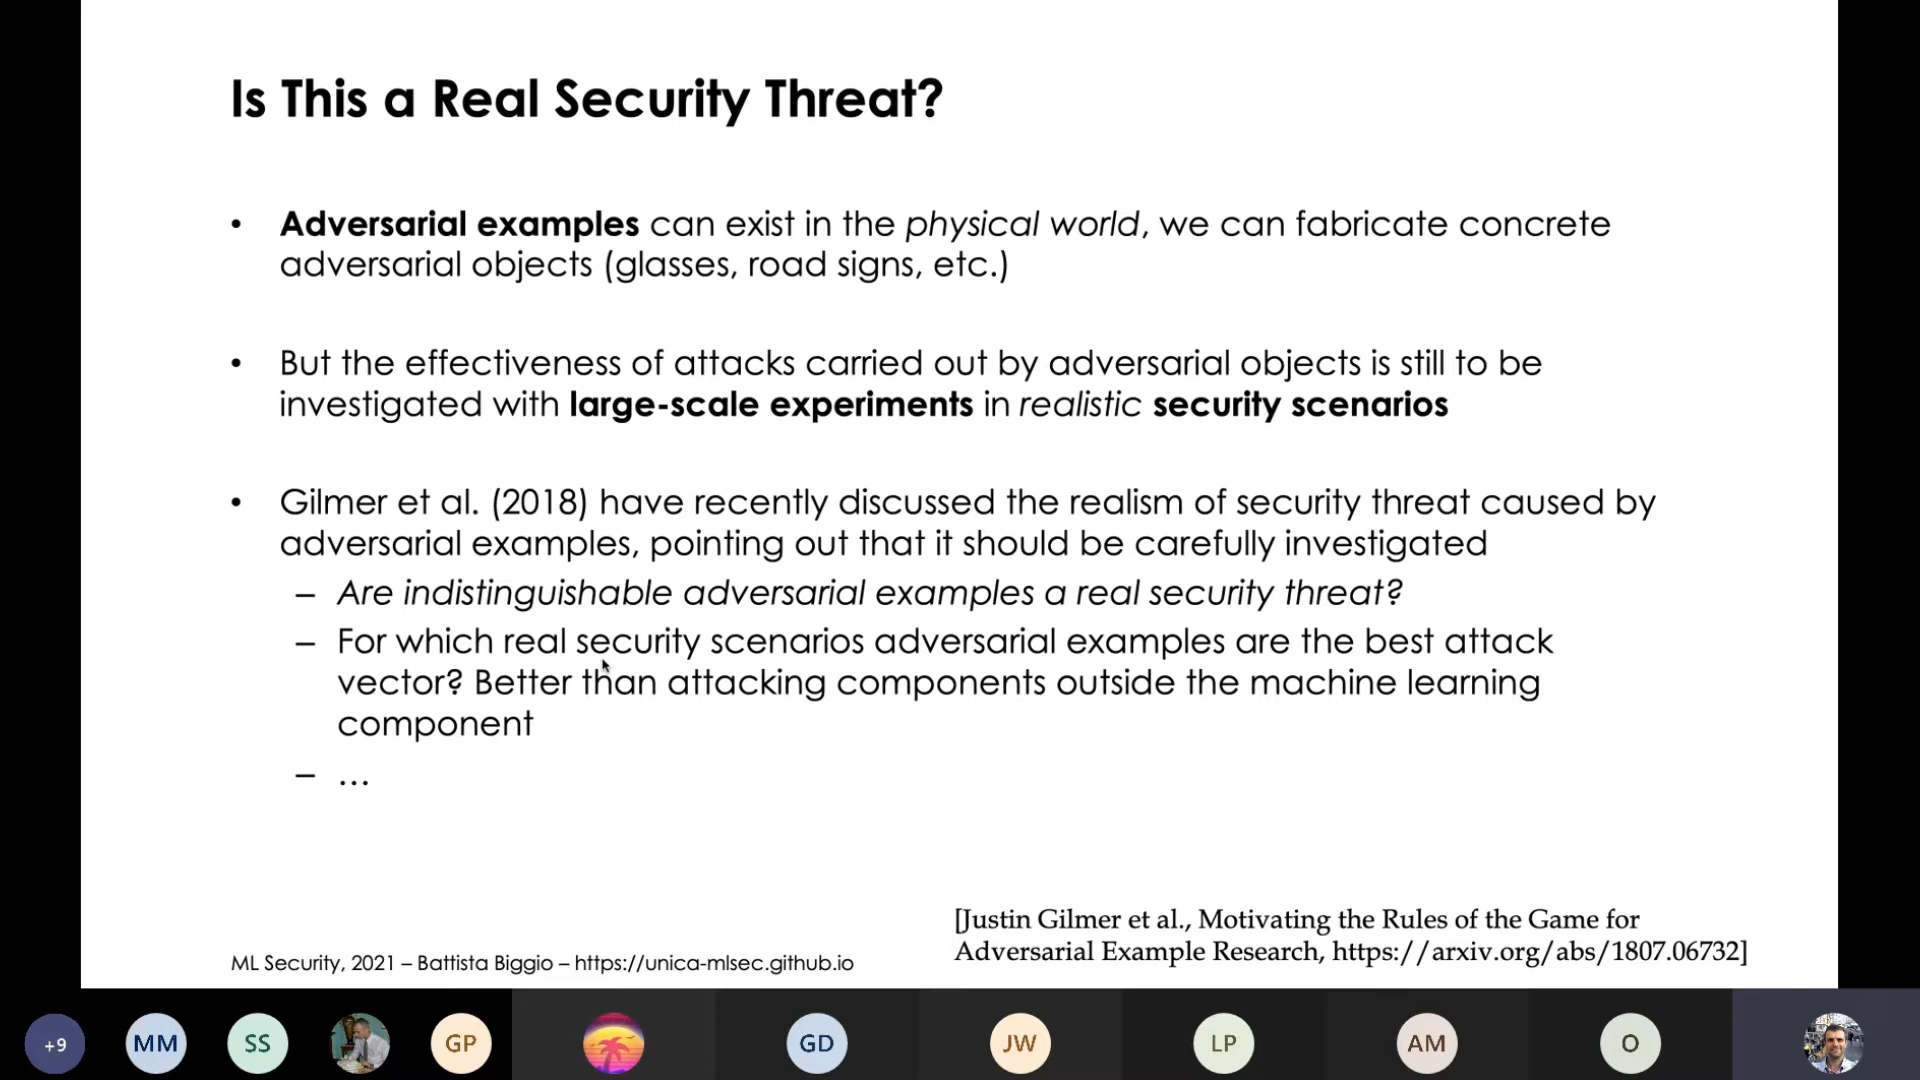 Is This a Real Security Threat?
• Adversarial examples can exist in the physical world, we can fabricate concrete
adversarial objects (glasses, road signs, etc.)
• But the effectiveness of attacks carried out by adversarial objects is still to be
investigated with large-scale experiments in realistic security scenarios
• Gilmer et al. (2018) have recently discussed the realism of security threat caused by
adversarial examples, pointing out that it should be carefully investigated
– Are indistinguishable adversarial examples a real security threat?
– For which real security scenarios adversarial examples are the best attack
vector? Better than attacking components outside the machine learning
component
– …
[Justin Gilmer et al., Motivating the Rules of the Game for
Adversarial Example Research, https://arxiv.org/abs/1807.06732]
ML Security, 2021 – Battista Biggio – https://unica-mlsec.github.io
+9 MM SS GP GD JW LP AM O